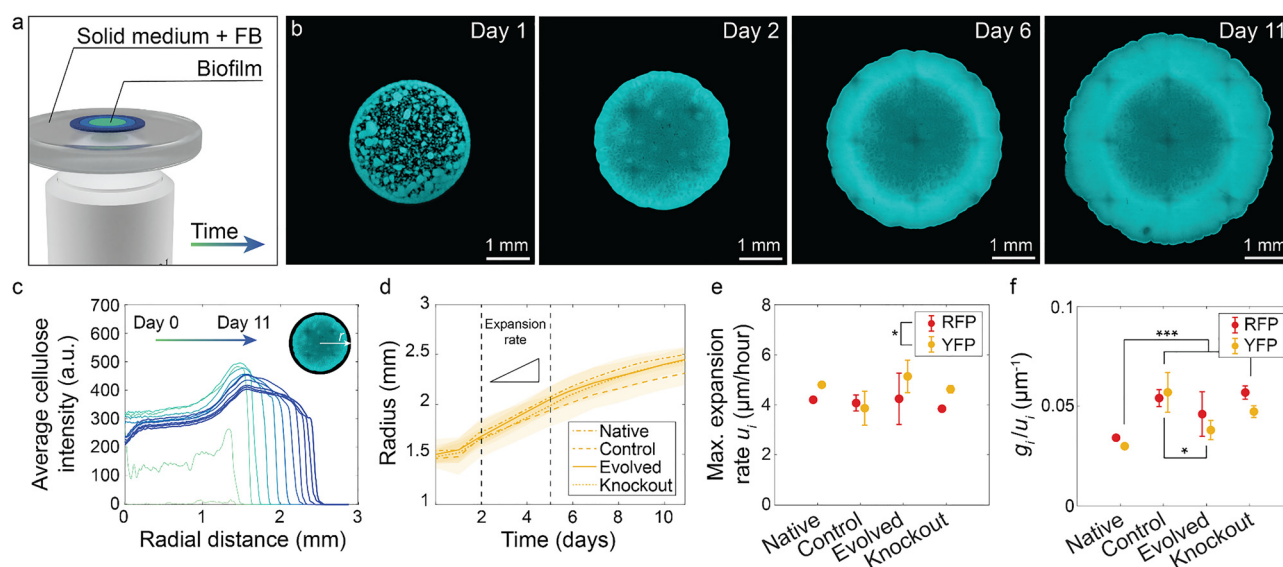 a
Solid medium + FB
Biofilm
Time
b
Day 1
1 mm
Day 2
1 mm
Day 6
1 mm
Day 11
1 mm
c
Average cellulose
intensity (a.u.)
700
600
500
400
300
200
100
0
Day 0
Day 11
r
0
1
2
3
Radial distance (mm)
d
Radius (mm)
3
2.5
2
1.5
1
Expansion
rate
Native
Control
Evolved
Knockout
0 2 4 6 8 10
Time (days)
e
Max. expansion
rate uᵢ (µm/hour)
8
6
4
2
0
*
RFP
YFP
Native
Control
Evolved
Knockout
f
gᵢ/uᵢ (µm⁻¹)
0.1
0.05
0
***
*
RFP
YFP
Native
Control
Evolved
Knockout